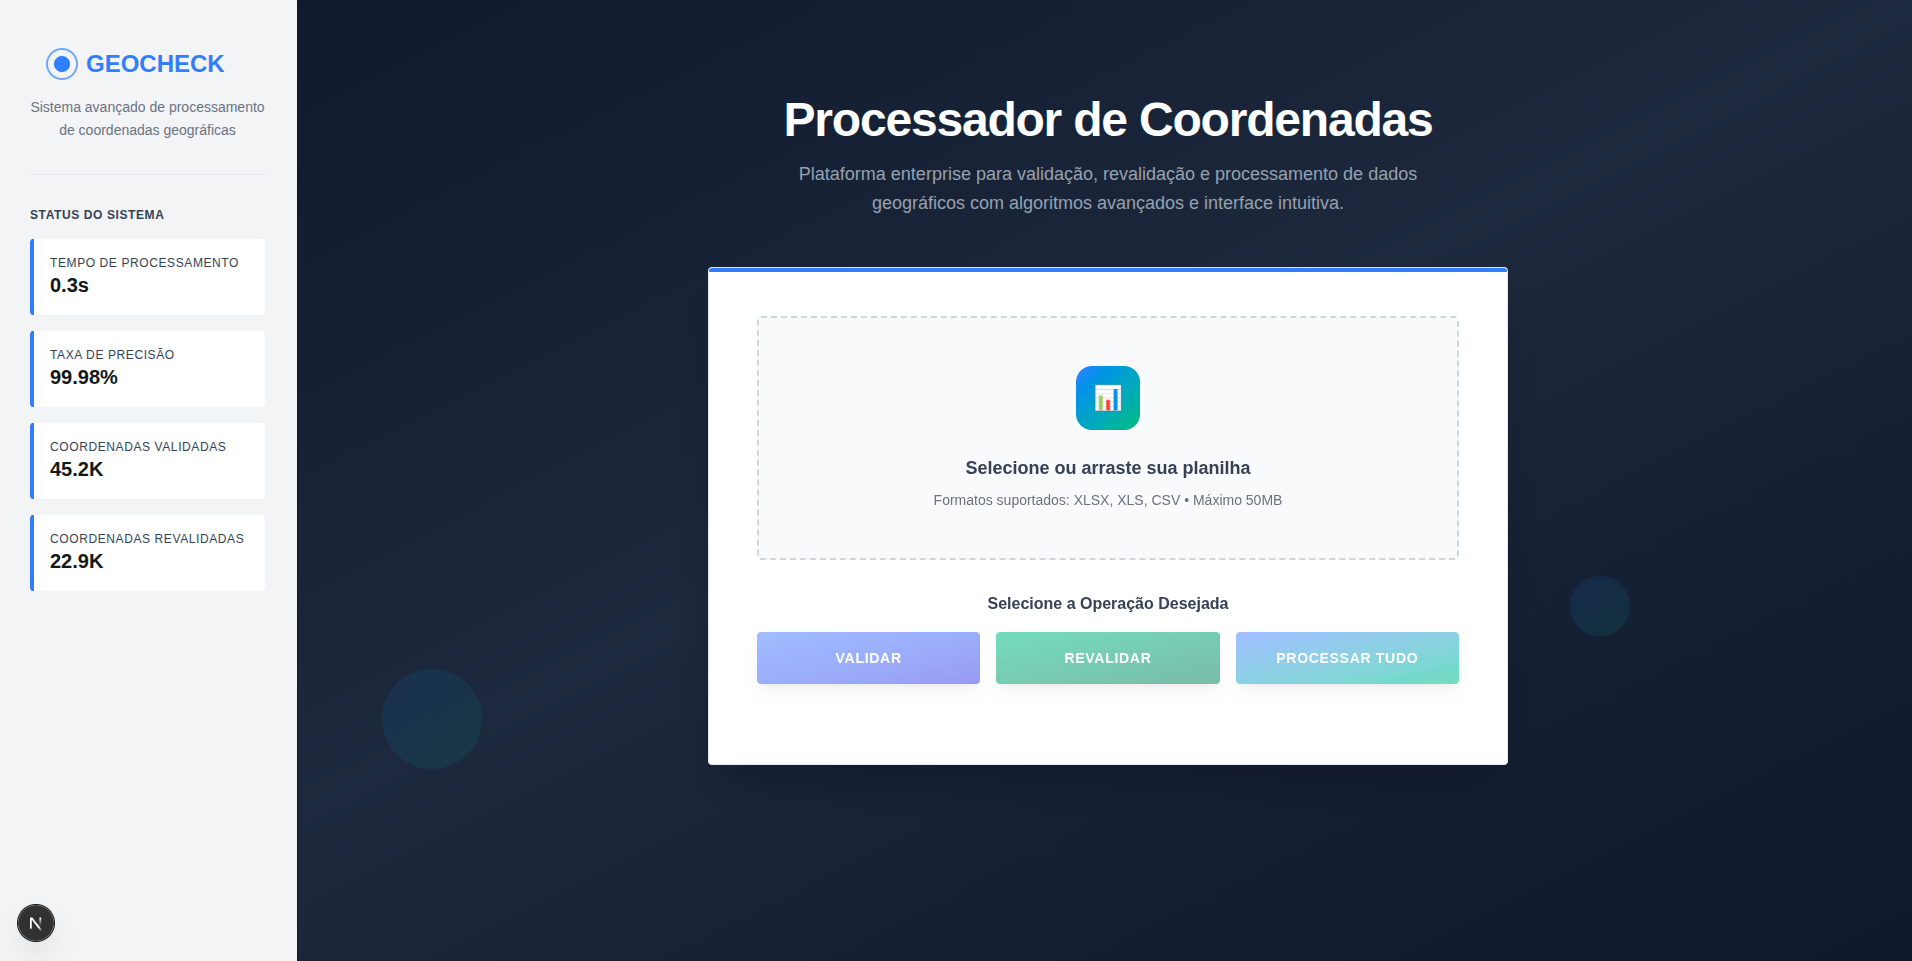 GEOCHECK
Sistema avançado de processamento
de coordenadas geográficas
STATUS DO SISTEMA
TEMPO DE PROCESSAMENTO
0.3s
TAXA DE PRECISÃO
99.98%
COORDENADAS VALIDADAS
45.2K
COORDENADAS REVALIDADAS
22.9K
N
Processador de Coordenadas
Plataforma enterprise para validação, revalidação e processamento de dados
geográficos com algoritmos avançados e interface intuitiva.
Selecione ou arraste sua planilha
Formatos suportados: XLSX, XLS, CSV • Máximo 50MB
Selecione a Operação Desejada
VALIDAR
REVALIDAR
PROCESSAR TUDO